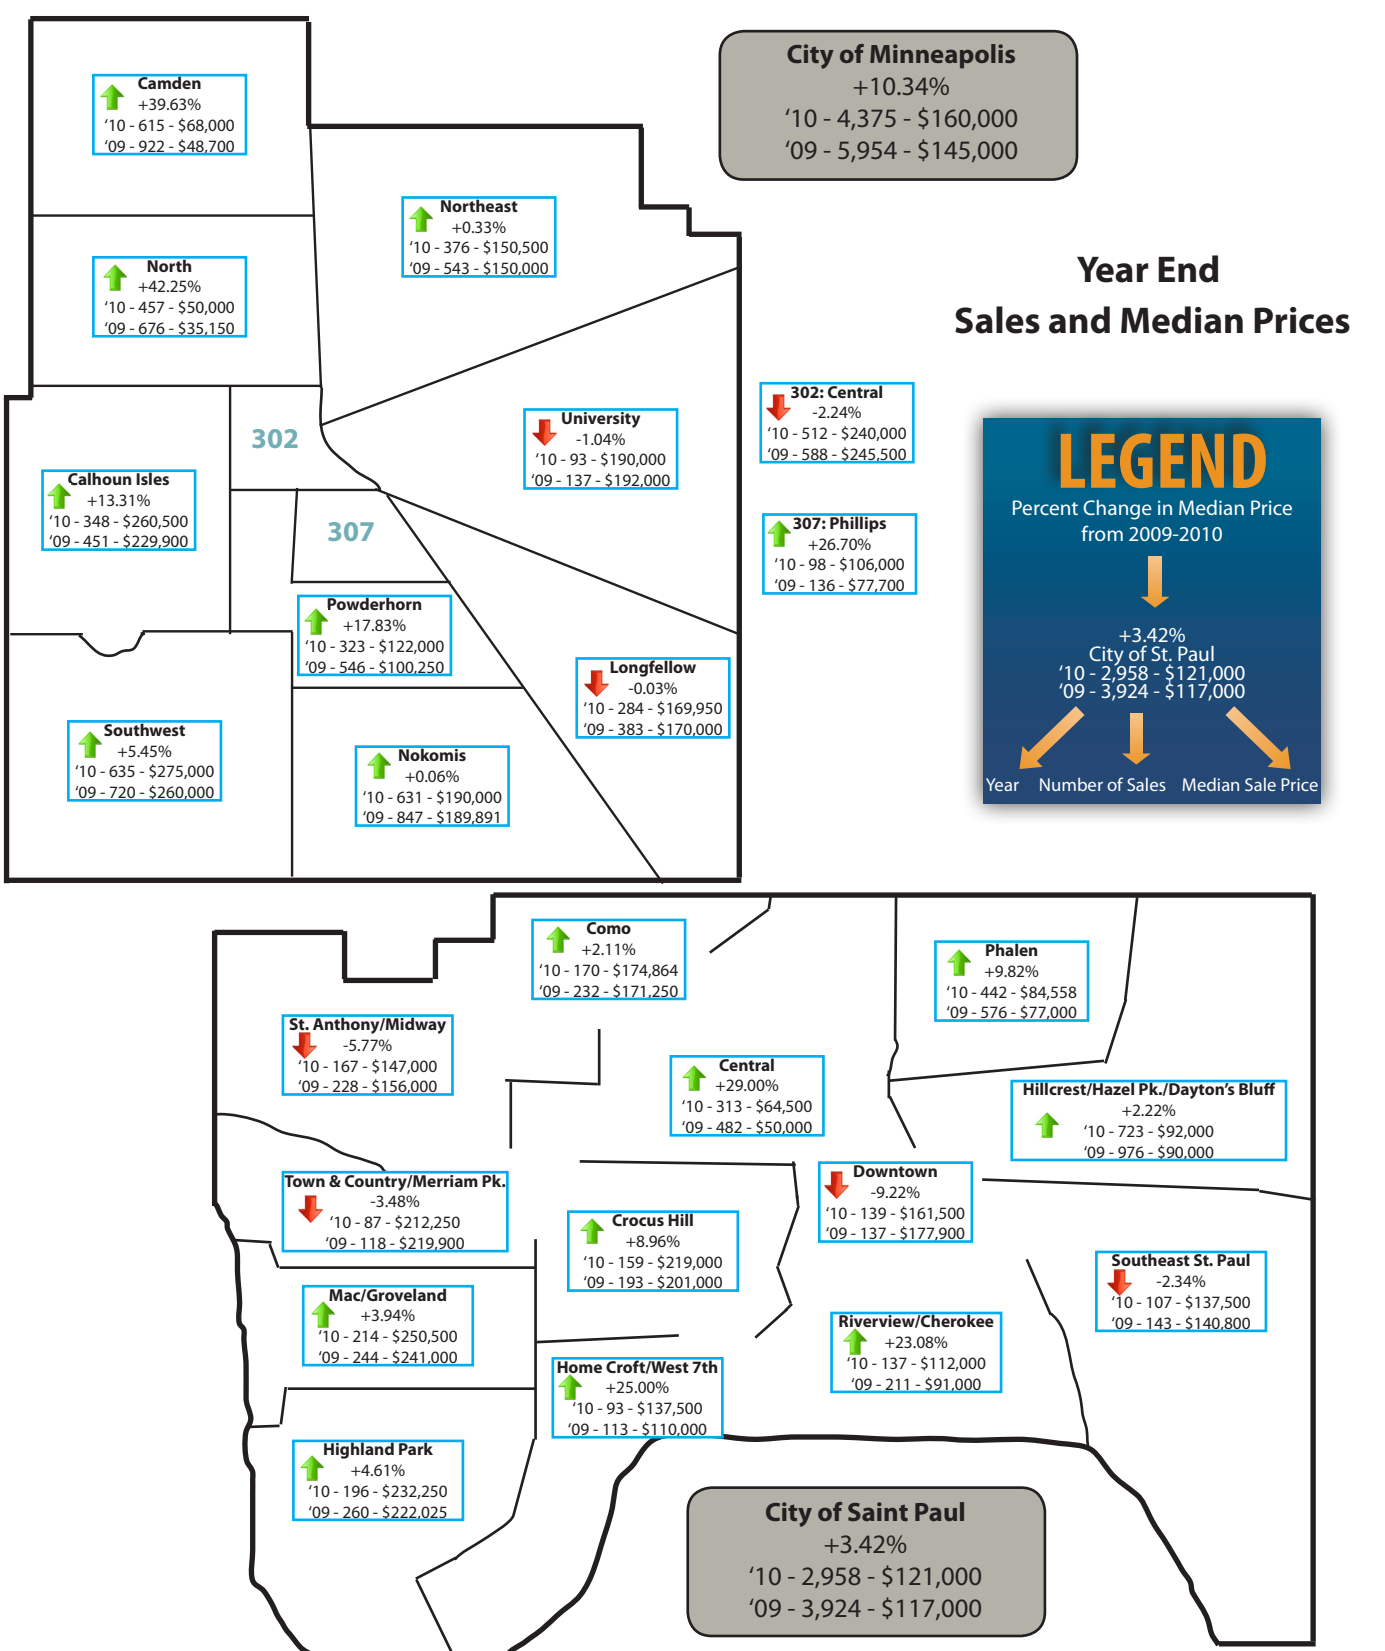 City of Minneapolis
+10.34%
‘10 - 4,375 - $160,000
‘09 - 5,954 - $145,000
Camden
+39.63%
‘10 - 615 - $68,000
‘09 - 922 - $48,700
Northeast
+0.33%
‘10 - 376 - $150,500
‘09 - 543 - $150,000
North
+42.25%
‘10 - 457 - $50,000
‘09 - 676 - $35,150
Year End
Sales and Median Prices
302
302: Central
-2.24%
‘10 - 512 - $240,000
‘09 - 588 - $245,500
University
-1.04%
‘10 - 93 - $190,000
‘09 - 137 - $192,000
Calhoun Isles
+13.31%
‘10 - 348 - $260,500
‘09 - 451 - $229,900
307
307: Phillips
+26.70%
‘10 - 98 - $106,000
‘09 - 136 - $77,700
LEGEND
Percent Change in Median Price
from 2009-2010
+3.42%
City of St. Paul
‘10 - 2,958 - $121,000
‘09 - 3,924 - $117,000
Year Number of Sales Median Sale Price
Powderhorn
+17.83%
‘10 - 323 - $122,000
‘09 - 546 - $100,250
Longfellow
-0.03%
‘10 - 284 - $169,950
‘09 - 383 - $170,000
Southwest
+5.45%
‘10 - 635 - $275,000
‘09 - 720 - $260,000
Nokomis
+0.06%
‘10 - 631 - $190,000
‘09 - 847 - $189,891
Como
+2.11%
‘10 - 170 - $174,864
‘09 - 232 - $171,250
Phalen
+9.82%
‘10 - 442 - $84,558
‘09 - 576 - $77,000
St. Anthony/Midway
-5.77%
‘10 - 167 - $147,000
‘09 - 228 - $156,000
Central
+29.00%
‘10 - 313 - $64,500
‘09 - 482 - $50,000
Hillcrest/Hazel Pk./Dayton’s Bluff
+2.22%
‘10 - 723 - $92,000
‘09 - 976 - $90,000
Town & Country/Merriam Pk.
-3.48%
‘10 - 87 - $212,250
‘09 - 118 - $219,900
Downtown
-9.22%
‘10 - 139 - $161,500
‘09 - 137 - $177,900
Crocus Hill
+8.96%
‘10 - 159 - $219,000
‘09 - 193 - $201,000
Southeast St. Paul
-2.34%
‘10 - 107 - $137,500
‘09 - 143 - $140,800
Mac/Groveland
+3.94%
‘10 - 214 - $250,500
‘09 - 244 - $241,000
Riverview/Cherokee
+23.08%
‘10 - 137 - $112,000
‘09 - 211 - $91,000
Home Croft/West 7th
+25.00%
‘10 - 93 - $137,500
‘09 - 113 - $110,000
Highland Park
+4.61%
‘10 - 196 - $232,250
‘09 - 260 - $222,025
City of Saint Paul
+3.42%
‘10 - 2,958 - $121,000
‘09 - 3,924 - $117,000